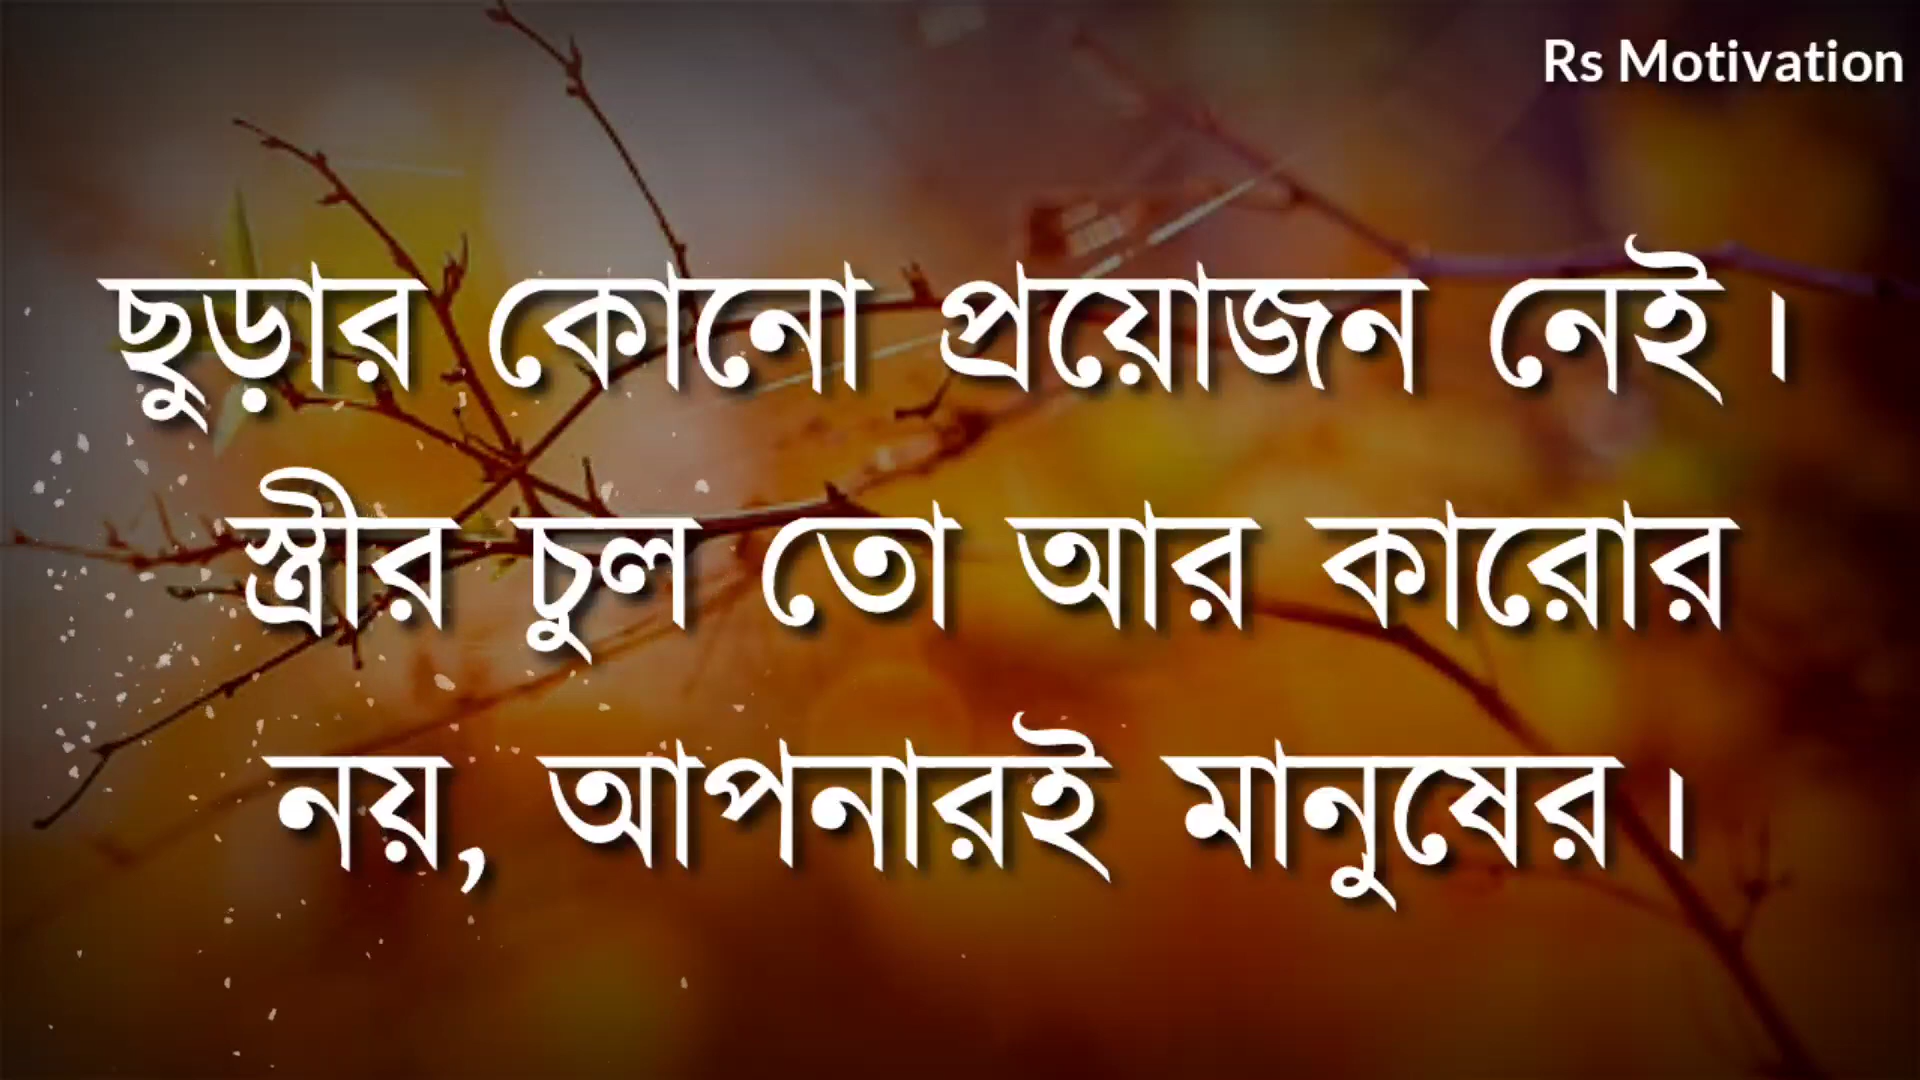 Rs Motivation
ছুড়ার কোনো প্রয়োজন নেই।
স্ত্রীর চুল তো আর কারোর
নয়, আপনারই মানুষের।